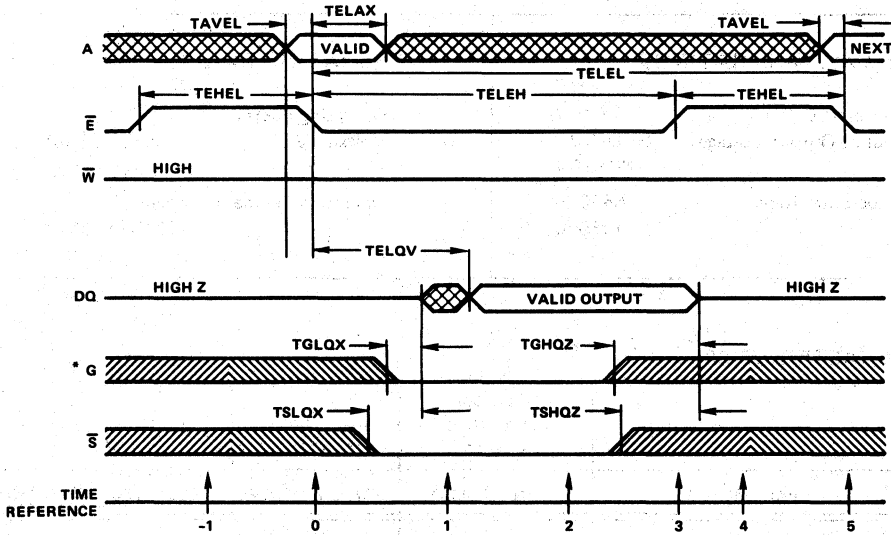 TELAX
TAVEL TAVEL
A VALID NEXT
TELEL
TEHEL TELEH TEHEL
E
W HIGH
TELQV
DQ HIGH Z VALID OUTPUT HIGH Z
TGLQX TGHQZ
* G
TSLQX TSHQZ
S
TIME
REFERENCE
-1 0 1 2 3 4 5